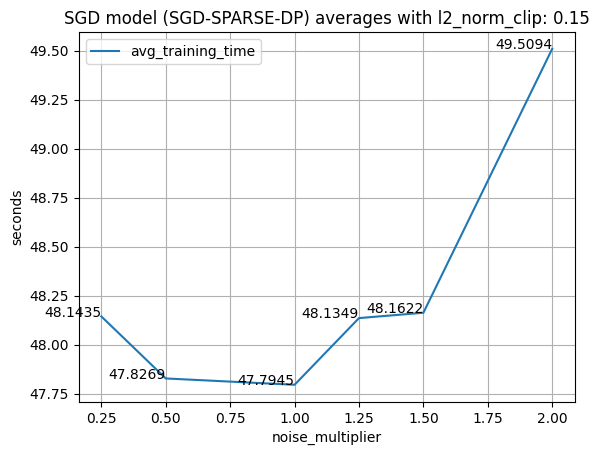 SGD model (SGD-SPARSE-DP) averages with l2_norm_clip: 0.15
avg_training_time
49.5094
49.50
49.25
49.00
48.75
48.50
48.25
48.00
47.75
seconds
48.1435
47.8269
47.7945
48.1349
48.1622
0.25 0.50 0.75 1.00 1.25 1.50 1.75 2.00
noise_multiplier